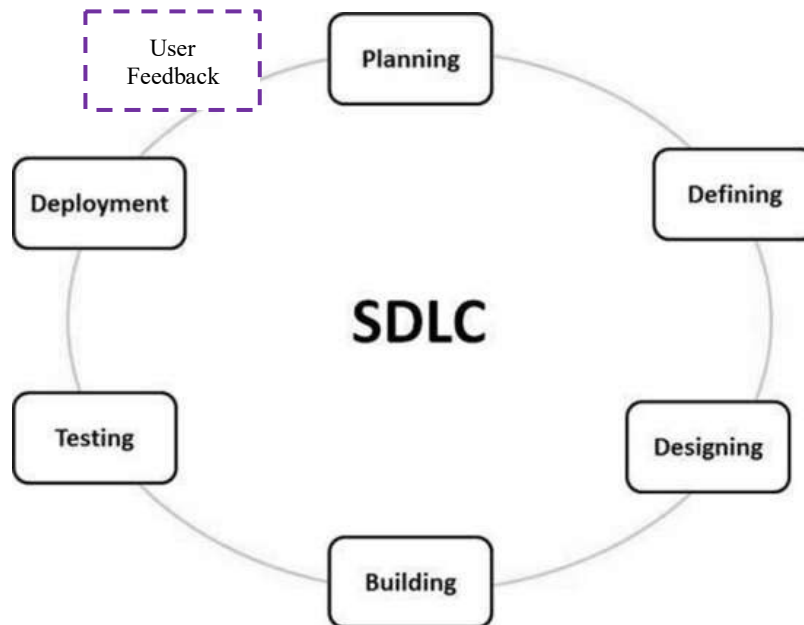 User
Feedback
Planning
Deployment
Defining
SDLC
Testing
Designing
Building